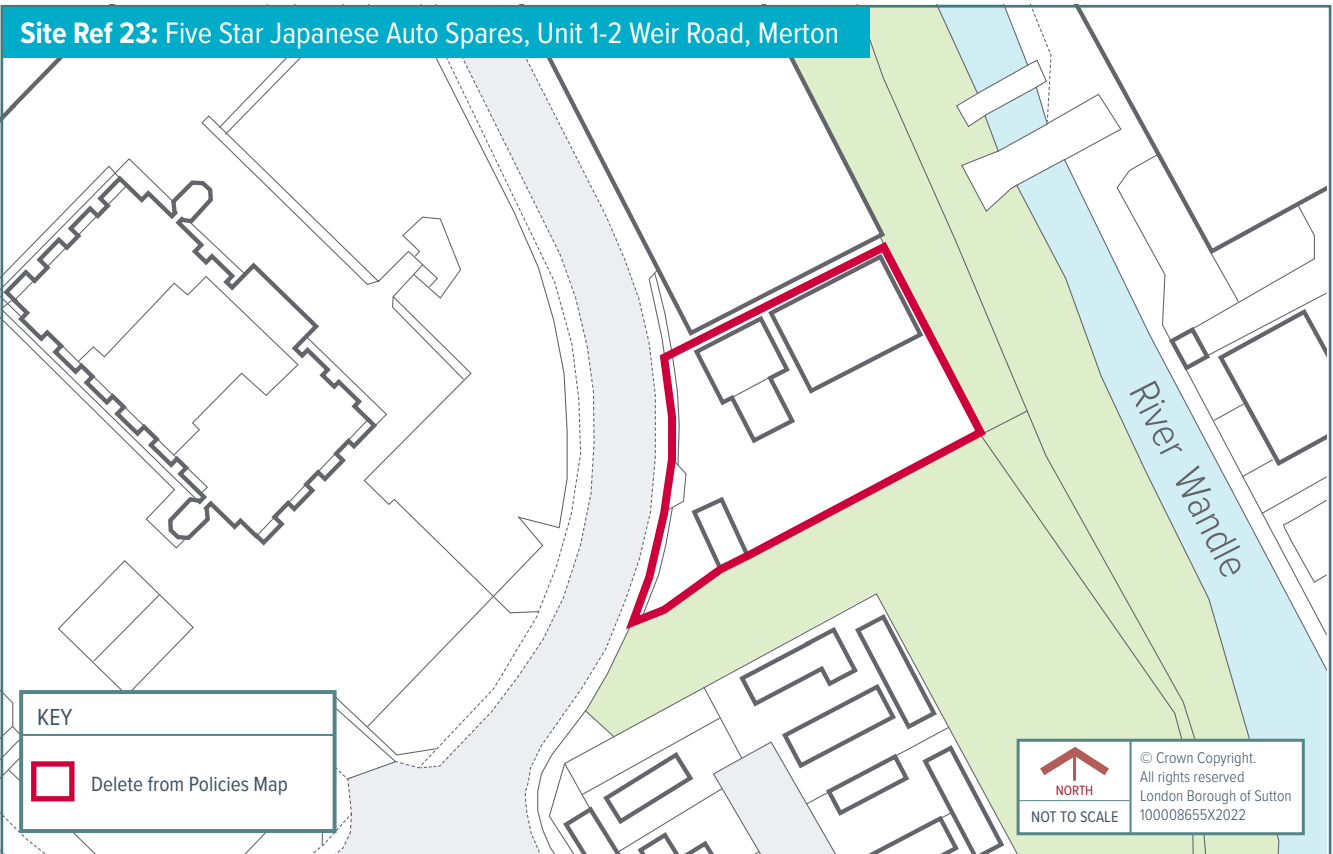 Site Ref 23: Five Star Japanese Auto Spares, Unit 1-2 Weir Road, Merton
River Wandle
KEY
Delete from Policies Map
NORTH
NOT TO SCALE
© Crown Copyright.
All rights reserved
London Borough of Sutton
100008655X2022